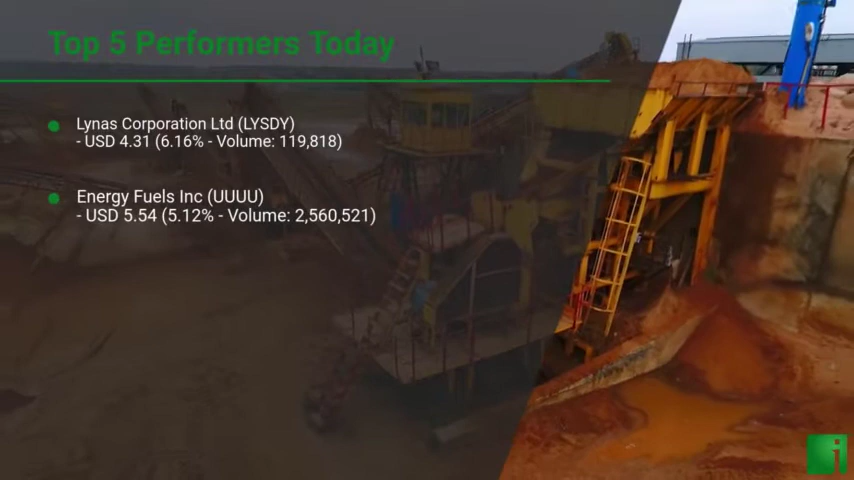 Top 5 Performers Today
Lynas Corporation Ltd (LYSDY)
- USD 4.31 (6.16% - Volume: 119,818)
Energy Fuels Inc (UUUU)
- USD 5.54 (5.12% - Volume: 2,560,521)
i